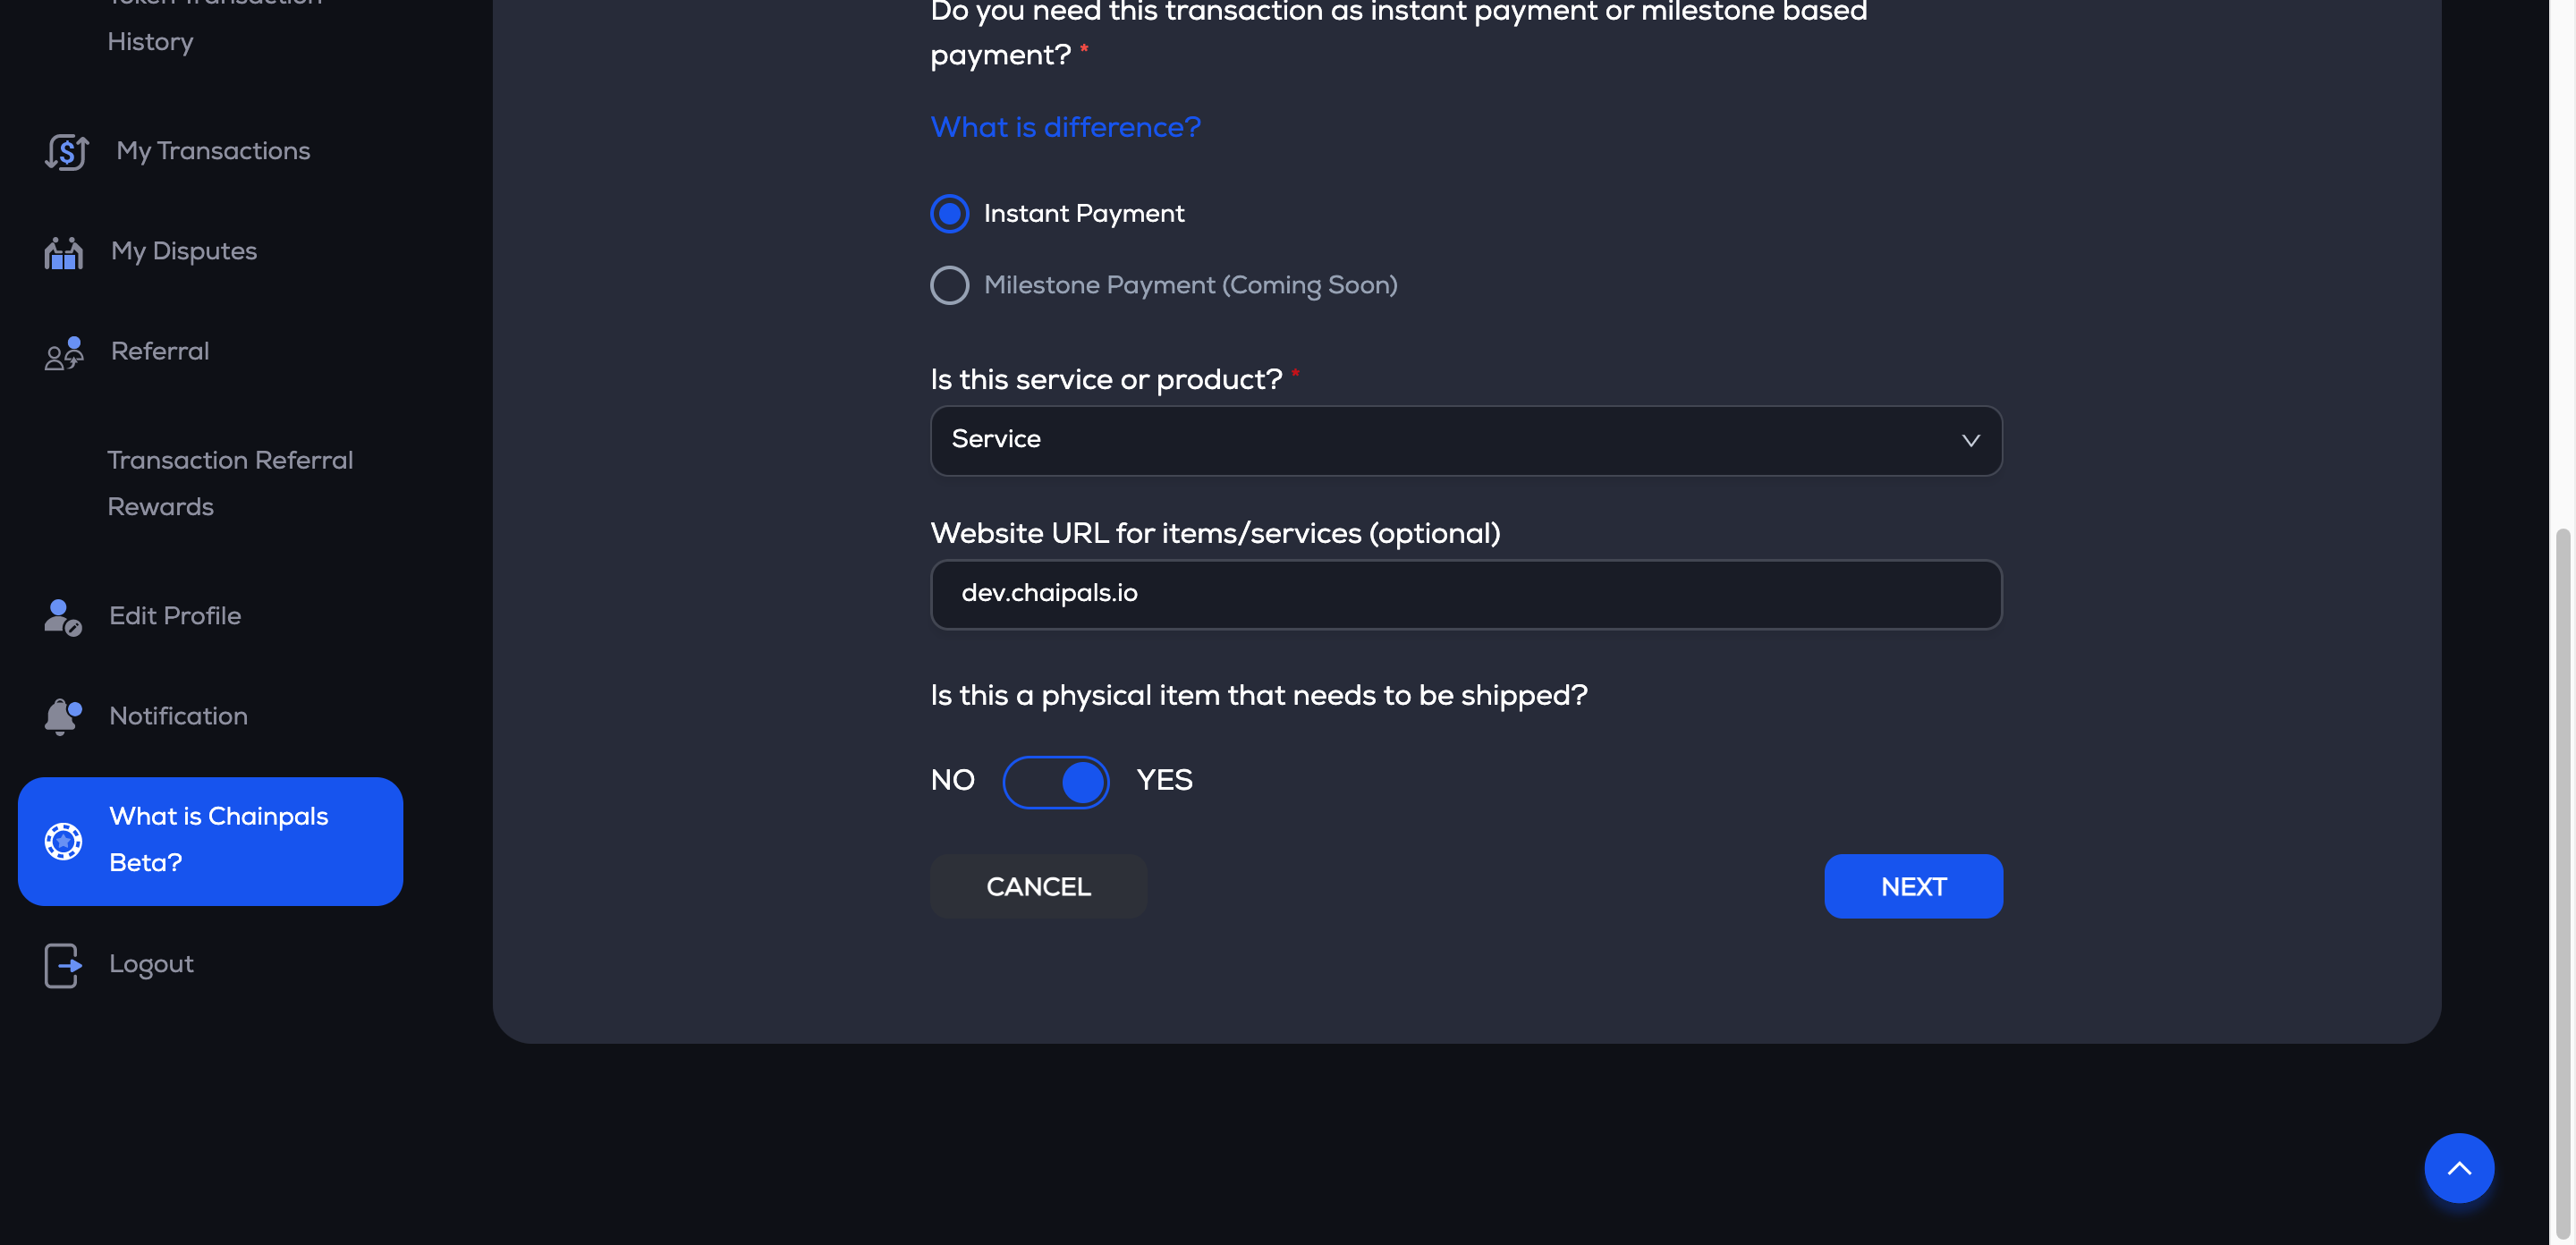 Token Transaction
History
My Transactions
My Disputes
Referral
Transaction Referral
Rewards
Edit Profile
Notification
What is Chainpals
Beta?
Logout
Do you need this transaction as instant payment or milestone based
payment? *
What is difference?
Instant Payment
Milestone Payment (Coming Soon)
Is this service or product? *
Service
Website URL for items/services (optional)
dev.chaipals.io
Is this a physical item that needs to be shipped?
NO YES
CANCEL NEXT